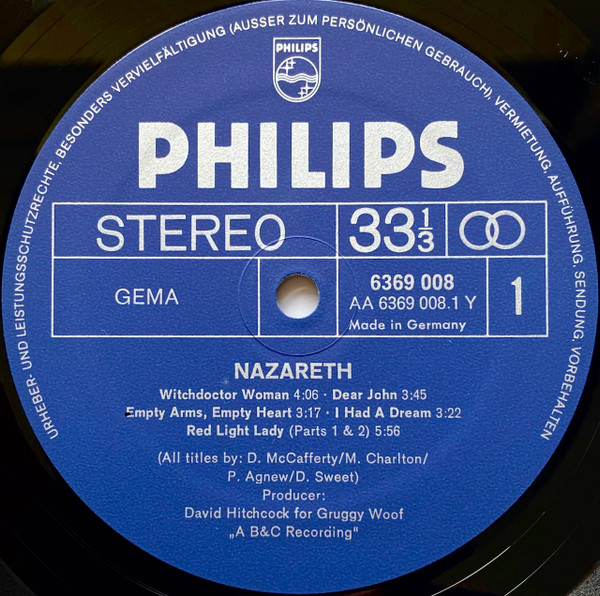 URHEBER- UND LEISTUNGSSCHUTZRECHTE, BESONDERS VERVIELFÄLTIGUNG (AUSSER ZUM PERSÖNLICHEN GEBRAUCH), VERMIETUNG, AUFFÜHRUNG, SENDUNG, VORBEHALTEN
PHILIPS
PHILIPS
STEREO 33⅓
GEMA
6369 008
AA 6369 008.1 Y
Made in Germany
1
NAZARETH
Witchdoctor Woman 4:06 · Dear John 3:45
Empty Arms, Empty Heart 3:17 · I Had A Dream 3:22
Red Light Lady (Parts 1 & 2) 5:56
(All titles by: D. McCafferty/M. Charlton/
P. Agnew/D. Sweet)
Producer:
David Hitchcock for Gruggy Woof
„A B&C Recording“